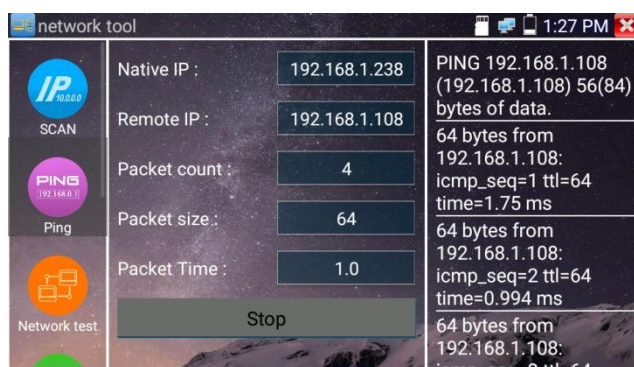 network tool
1:27 PM
IP
10.0.0.0
SCAN
PING
192.168.0.1
Ping
Network test
Native IP :
192.168.1.238
Remote IP :
192.168.1.108
Packet count :
4
Packet size :
64
Packet Time :
1.0
Stop
PING 192.168.1.108
(192.168.1.108) 56(84)
bytes of data.
64 bytes from
192.168.1.108:
icmp_seq=1 ttl=64
time=1.75 ms
64 bytes from
192.168.1.108:
icmp_seq=2 ttl=64
time=0.994 ms
64 bytes from
192.168.1.108: